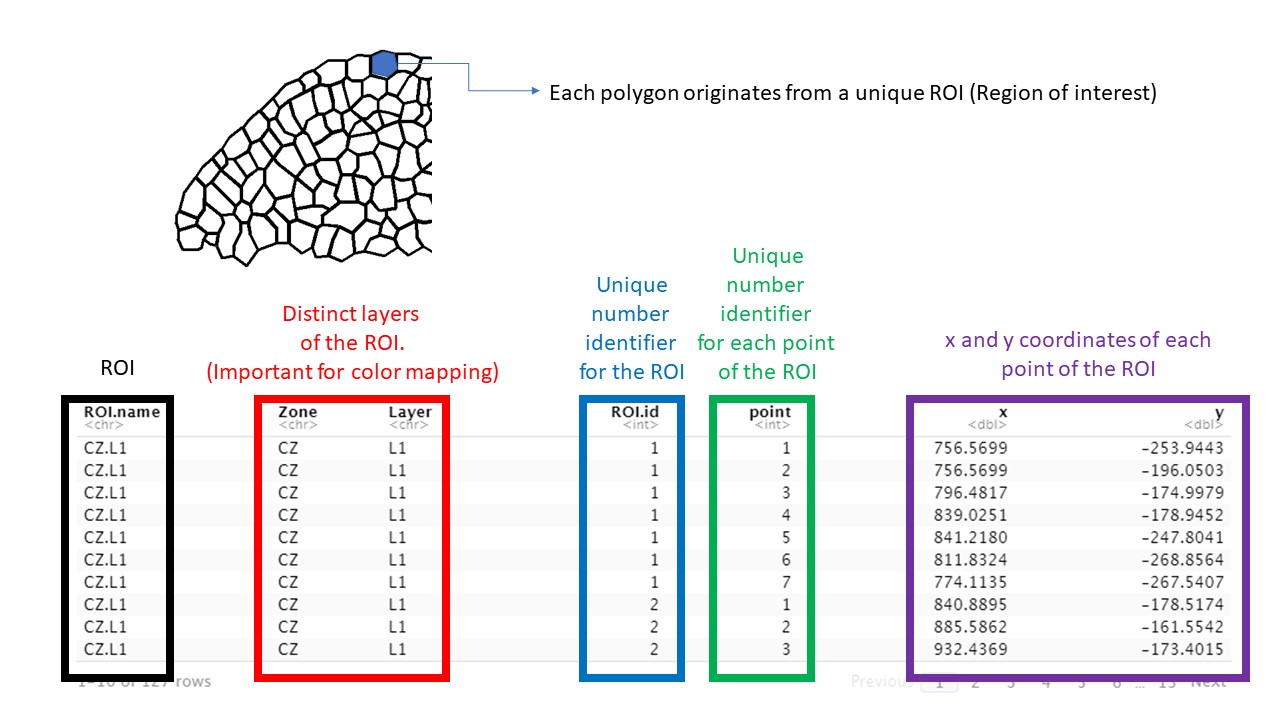 Each polygon originates from a unique ROI (Region of interest)
ROI
Distinct layers
of the ROI.
(Important for color mapping)
Unique
number
identifier
for the ROI
Unique
number
identifier
for each point
of the ROI
x and y coordinates of each
point of the ROI
ROI.name Zone Layer ROI.id point x y
<chr> <chr> <chr> <int> <int> <dbl> <dbl>
CZ.L1 CZ L1 1 1 756.5699 -253.9443
CZ.L1 CZ L1 1 2 756.5699 -196.0503
CZ.L1 CZ L1 1 3 796.4817 -174.9979
CZ.L1 CZ L1 1 4 839.0251 -178.9452
CZ.L1 CZ L1 1 5 841.2180 -247.8041
CZ.L1 CZ L1 1 6 811.8324 -268.8564
CZ.L1 CZ L1 1 7 774.1135 -267.5407
CZ.L1 CZ L1 2 1 840.8895 -178.5174
CZ.L1 CZ L1 2 2 885.5862 -161.5542
CZ.L1 CZ L1 2 3 932.4369 -173.4015
1-10 of 127 rows Previous 1 2 3 4 5 6 ... 13 Next